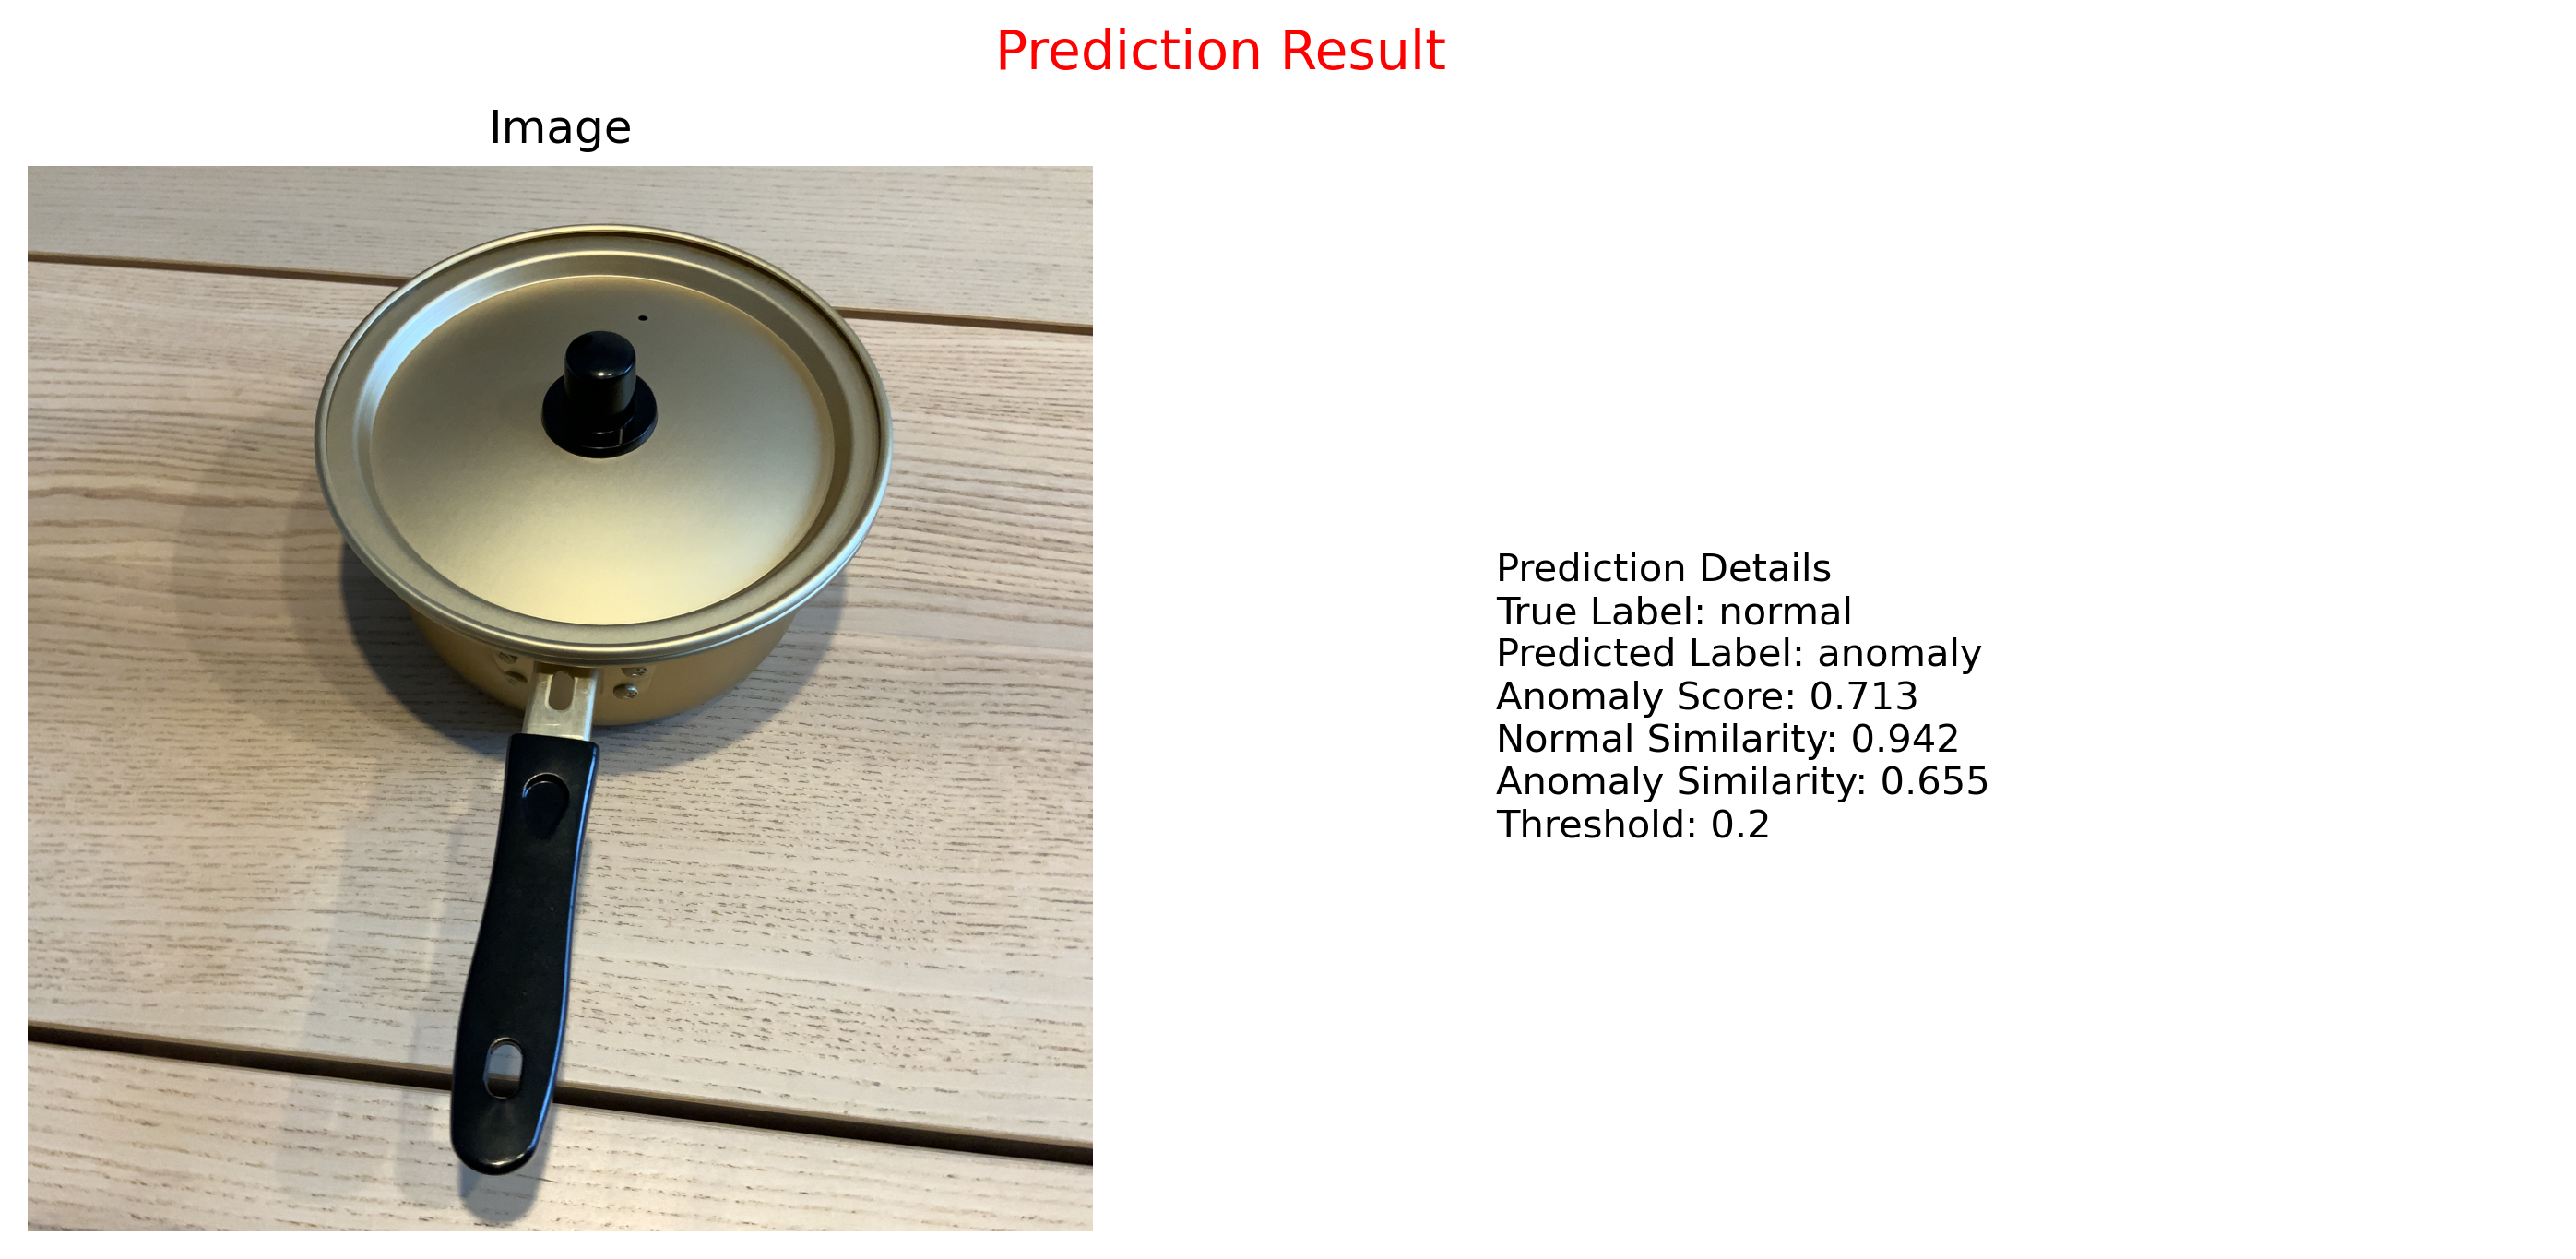 Prediction Result
Image
Prediction Details
True Label: normal
Predicted Label: anomaly
Anomaly Score: 0.713
Normal Similarity: 0.942
Anomaly Similarity: 0.655
Threshold: 0.2